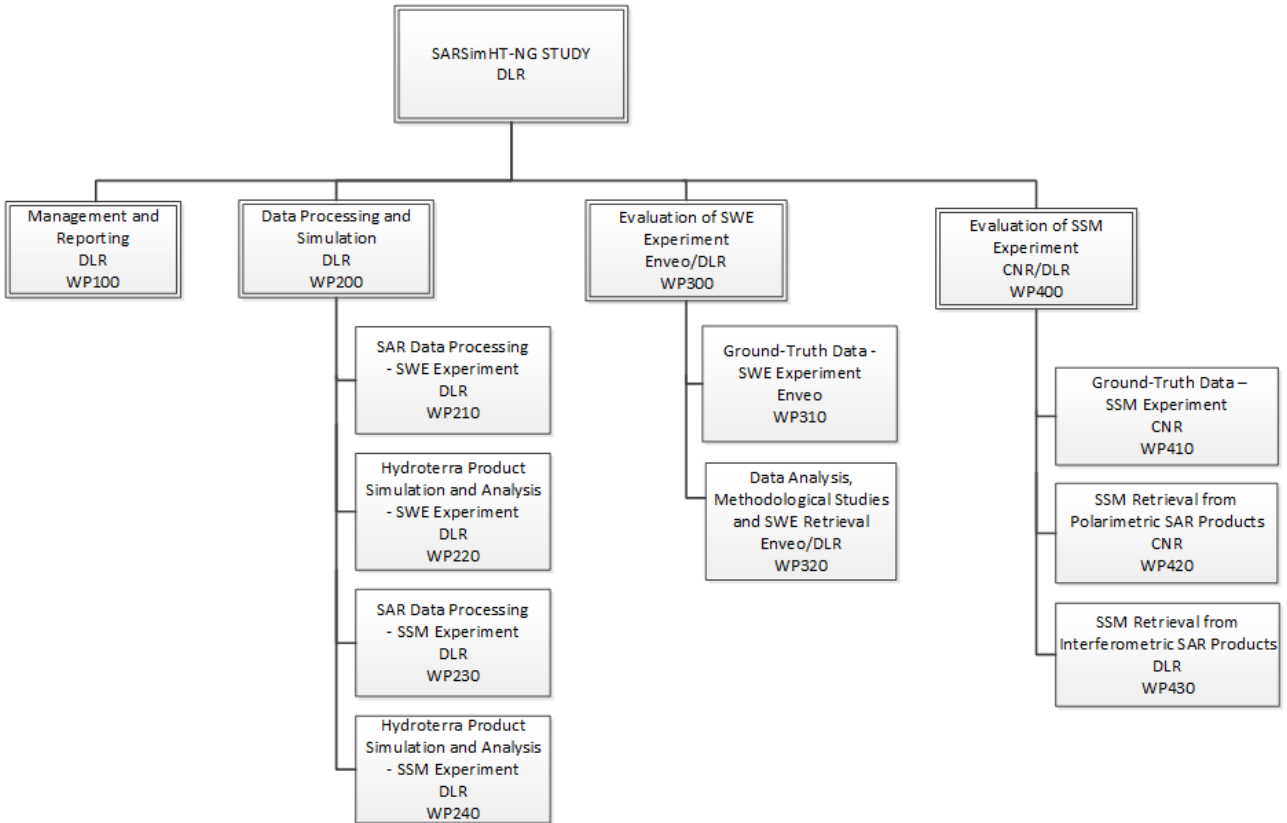 SARSimHT-NG STUDY
DLR
Management and
Reporting
DLR
WP100
Data Processing and
Simulation
DLR
WP200
Evaluation of SWE
Experiment
Enveo/DLR
WP300
Evaluation of SSM
Experiment
CNR/DLR
WP400
SAR Data Processing
- SWE Experiment
DLR
WP210
Hydroterra Product
Simulation and Analysis
- SWE Experiment
DLR
WP220
SAR Data Processing
- SSM Experiment
DLR
WP230
Hydroterra Product
Simulation and Analysis
- SSM Experiment
DLR
WP240
Ground-Truth Data -
SWE Experiment
Enveo
WP310
Data Analysis,
Methodological Studies
and SWE Retrieval
Enveo/DLR
WP320
Ground-Truth Data –
SSM Experiment
CNR
WP410
SSM Retrieval from
Polarimetric SAR Products
CNR
WP420
SSM Retrieval from
Interferometric SAR Products
DLR
WP430